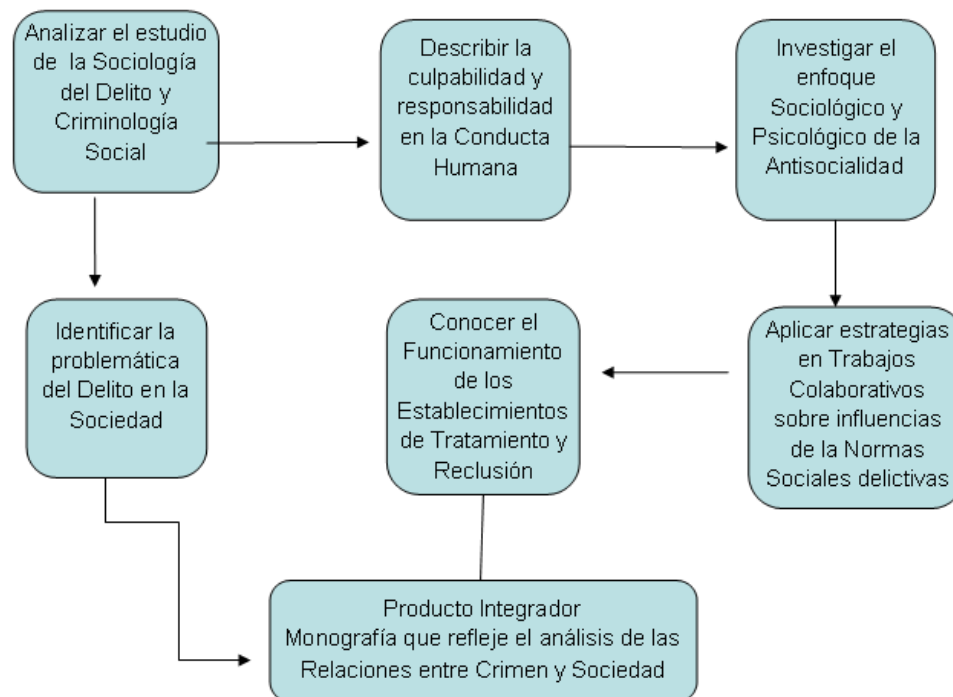 Analizar el estudio
de la Sociología
del Delito y
Criminología
Social
Describir la
culpabilidad y
responsabilidad
en la Conducta
Humana
Investigar el
enfoque
Sociológico y
Psicológico de la
Antisocialidad
Identificar la
problemática
del Delito en la
Sociedad
Conocer el
Funcionamiento
de los
Establecimientos
de Tratamiento y
Reclusión
Aplicar estrategias
en Trabajos
Colaborativos
sobre influencias
de la Normas
Sociales delictivas
Producto Integrador
Monografía que refleje el análisis de las
Relaciones entre Crimen y Sociedad